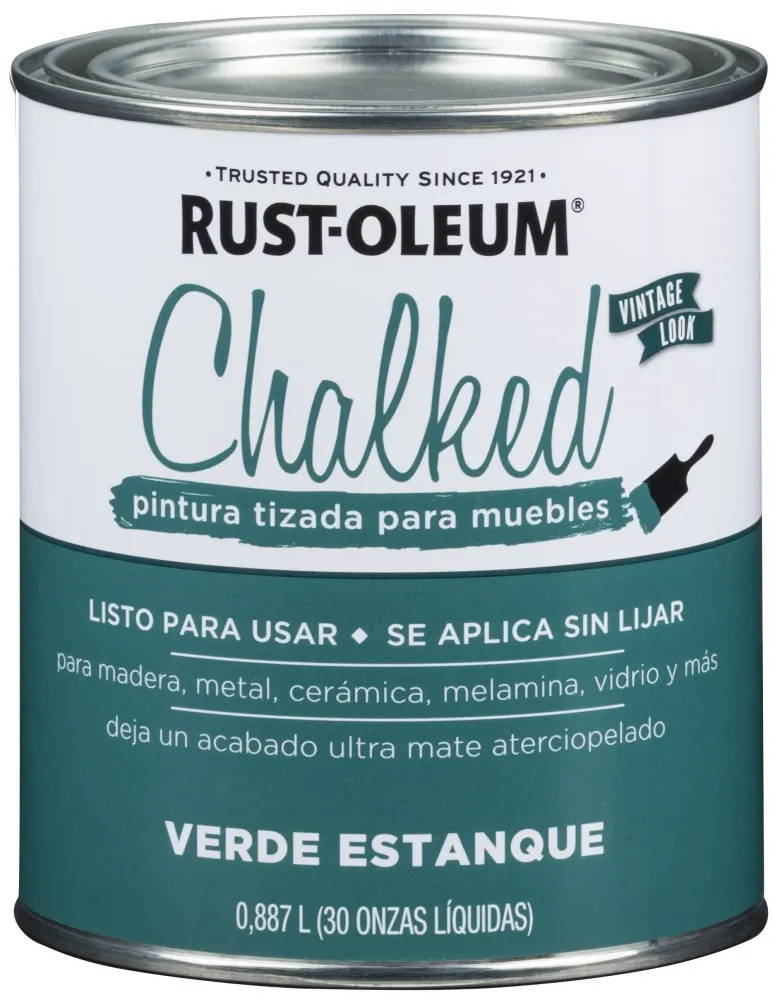 • TRUSTED QUALITY SINCE 1921 •
RUST-OLEUM®
Chalked
VINTAGE
LOOK
pintura tizada para muebles
LISTO PARA USAR ◆ SE APLICA SIN LIJAR
para madera, metal, cerámica, melamina, vidrio y más
deja un acabado ultra mate aterciopelado
VERDE ESTANQUE
0,887 L (30 ONZAS LÍQUIDAS)